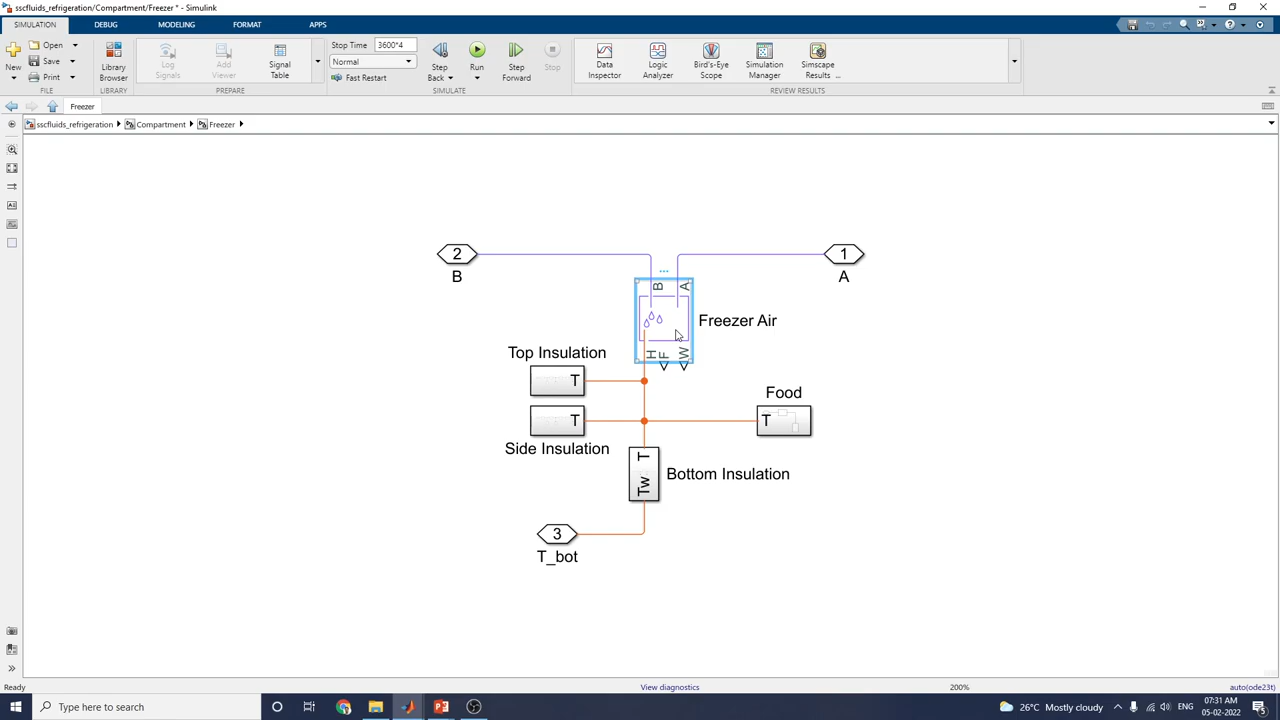 sscfluids_refrigeration/Compartment/Freezer * - Simulink
SIMULATION DEBUG MODELING FORMAT APPS
New
Open
Save
Print
FILE
Library Browser
LIBRARY
Log Signals
Add Viewer
Signal Table
PREPARE
Stop Time 3600*4
Normal
Fast Restart
Step Back
Run
Step Forward
Stop
SIMULATE
Data Inspector
Logic Analyzer
Bird's-Eye Scope
Simulation Manager
Simscape Results ...
REVIEW RESULTS
Freezer
sscfluids_refrigeration Compartment Freezer
2
B
1
A
B A
Freezer Air
H F W
Top Insulation
T
Side Insulation
T
Food
T
T
Tw
Bottom Insulation
3
T_bot
Ready
View diagnostics
200%
auto(ode23t)
Type here to search
26°C Mostly cloudy
ENG
07:31 AM
05-02-2022